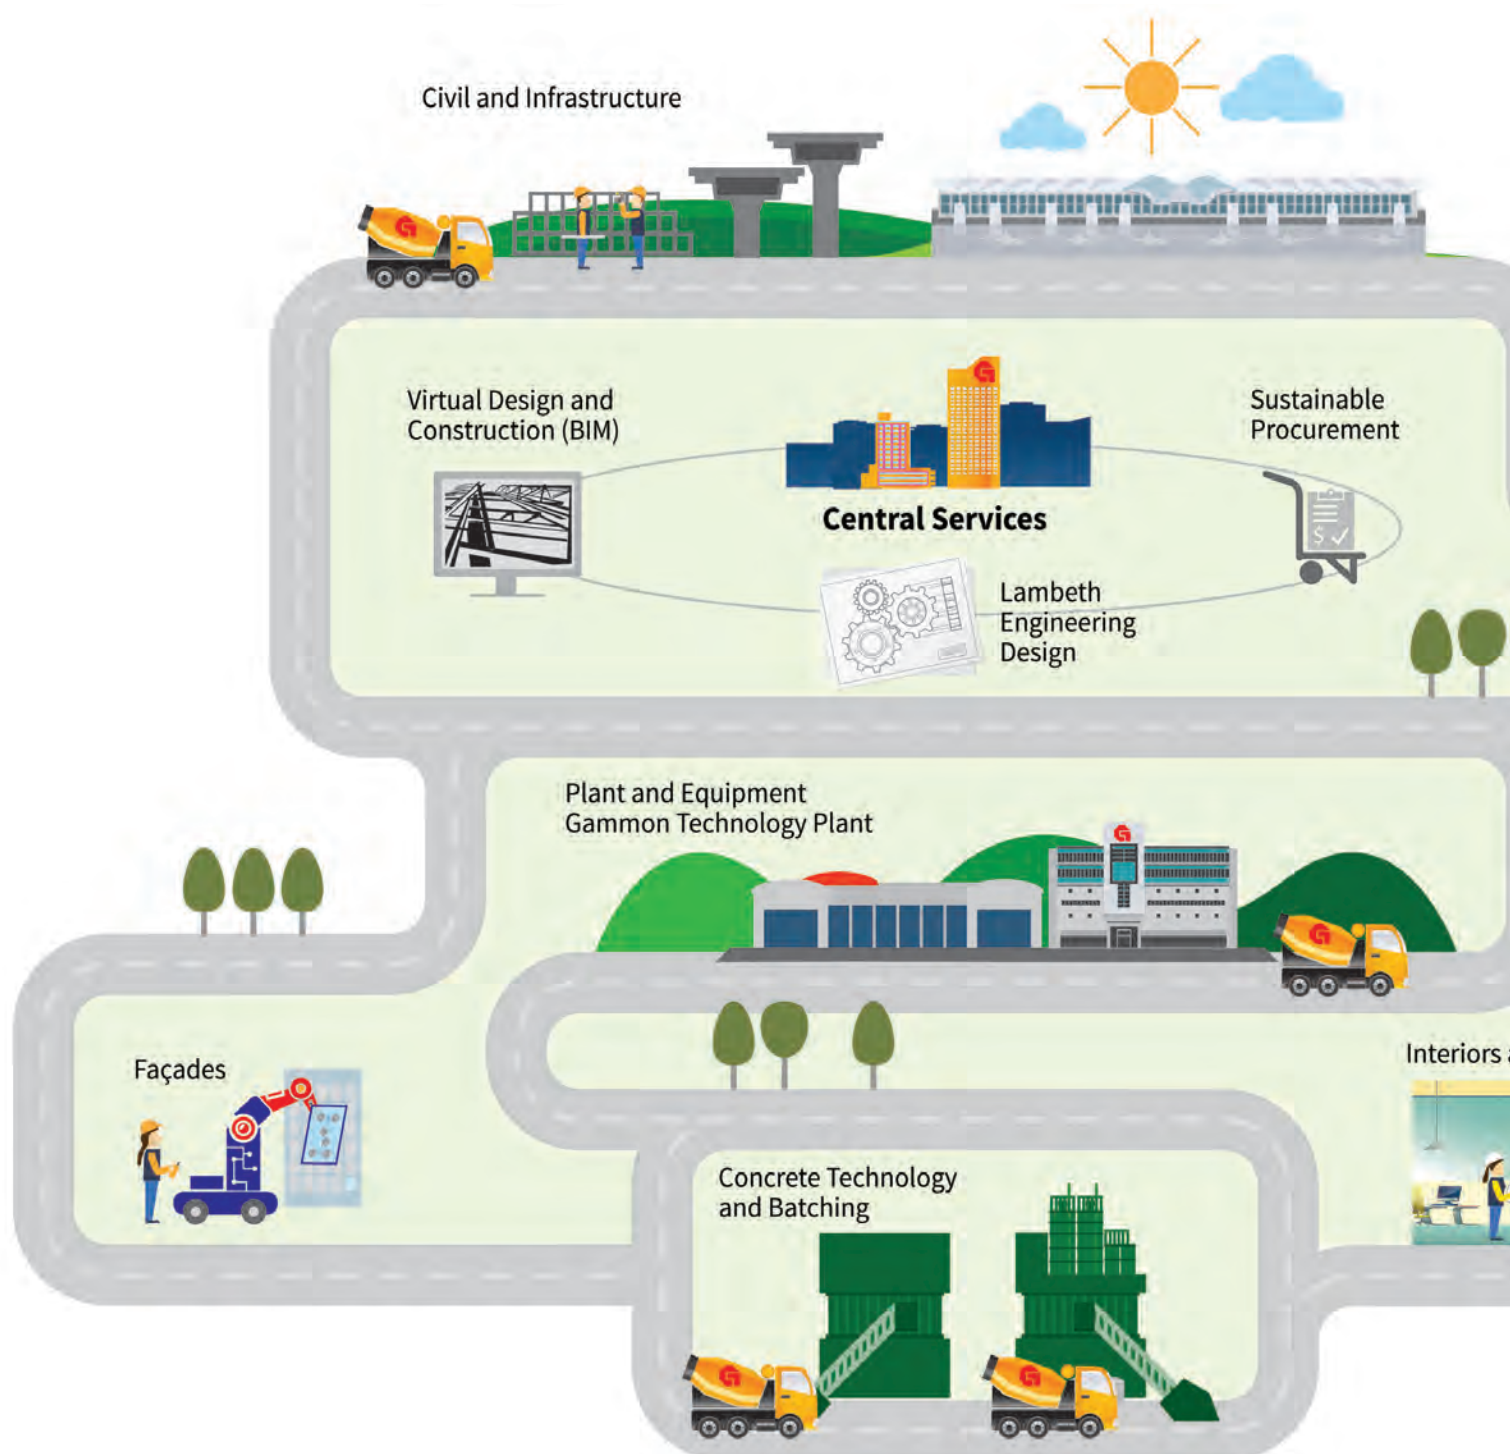 Civil and Infrastructure
Virtual Design and
Construction (BIM)
Sustainable
Procurement
Central Services
Lambeth
Engineering
Design
Plant and Equipment
Gammon Technology Plant
Façades
Interiors
Concrete Technology
and Batching